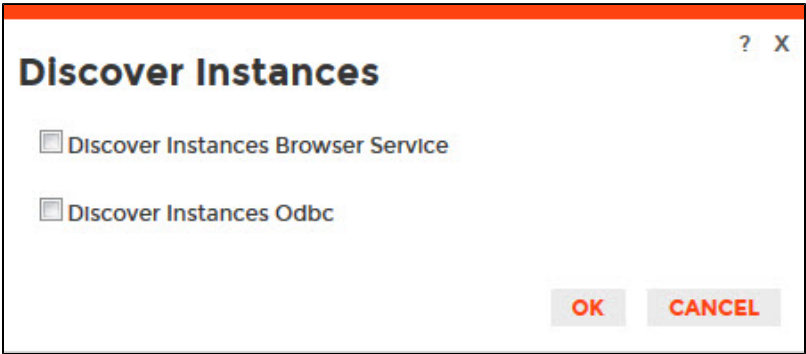 ? X
Discover Instances
Discover Instances Browser Service
Discover Instances Odbc
OK CANCEL